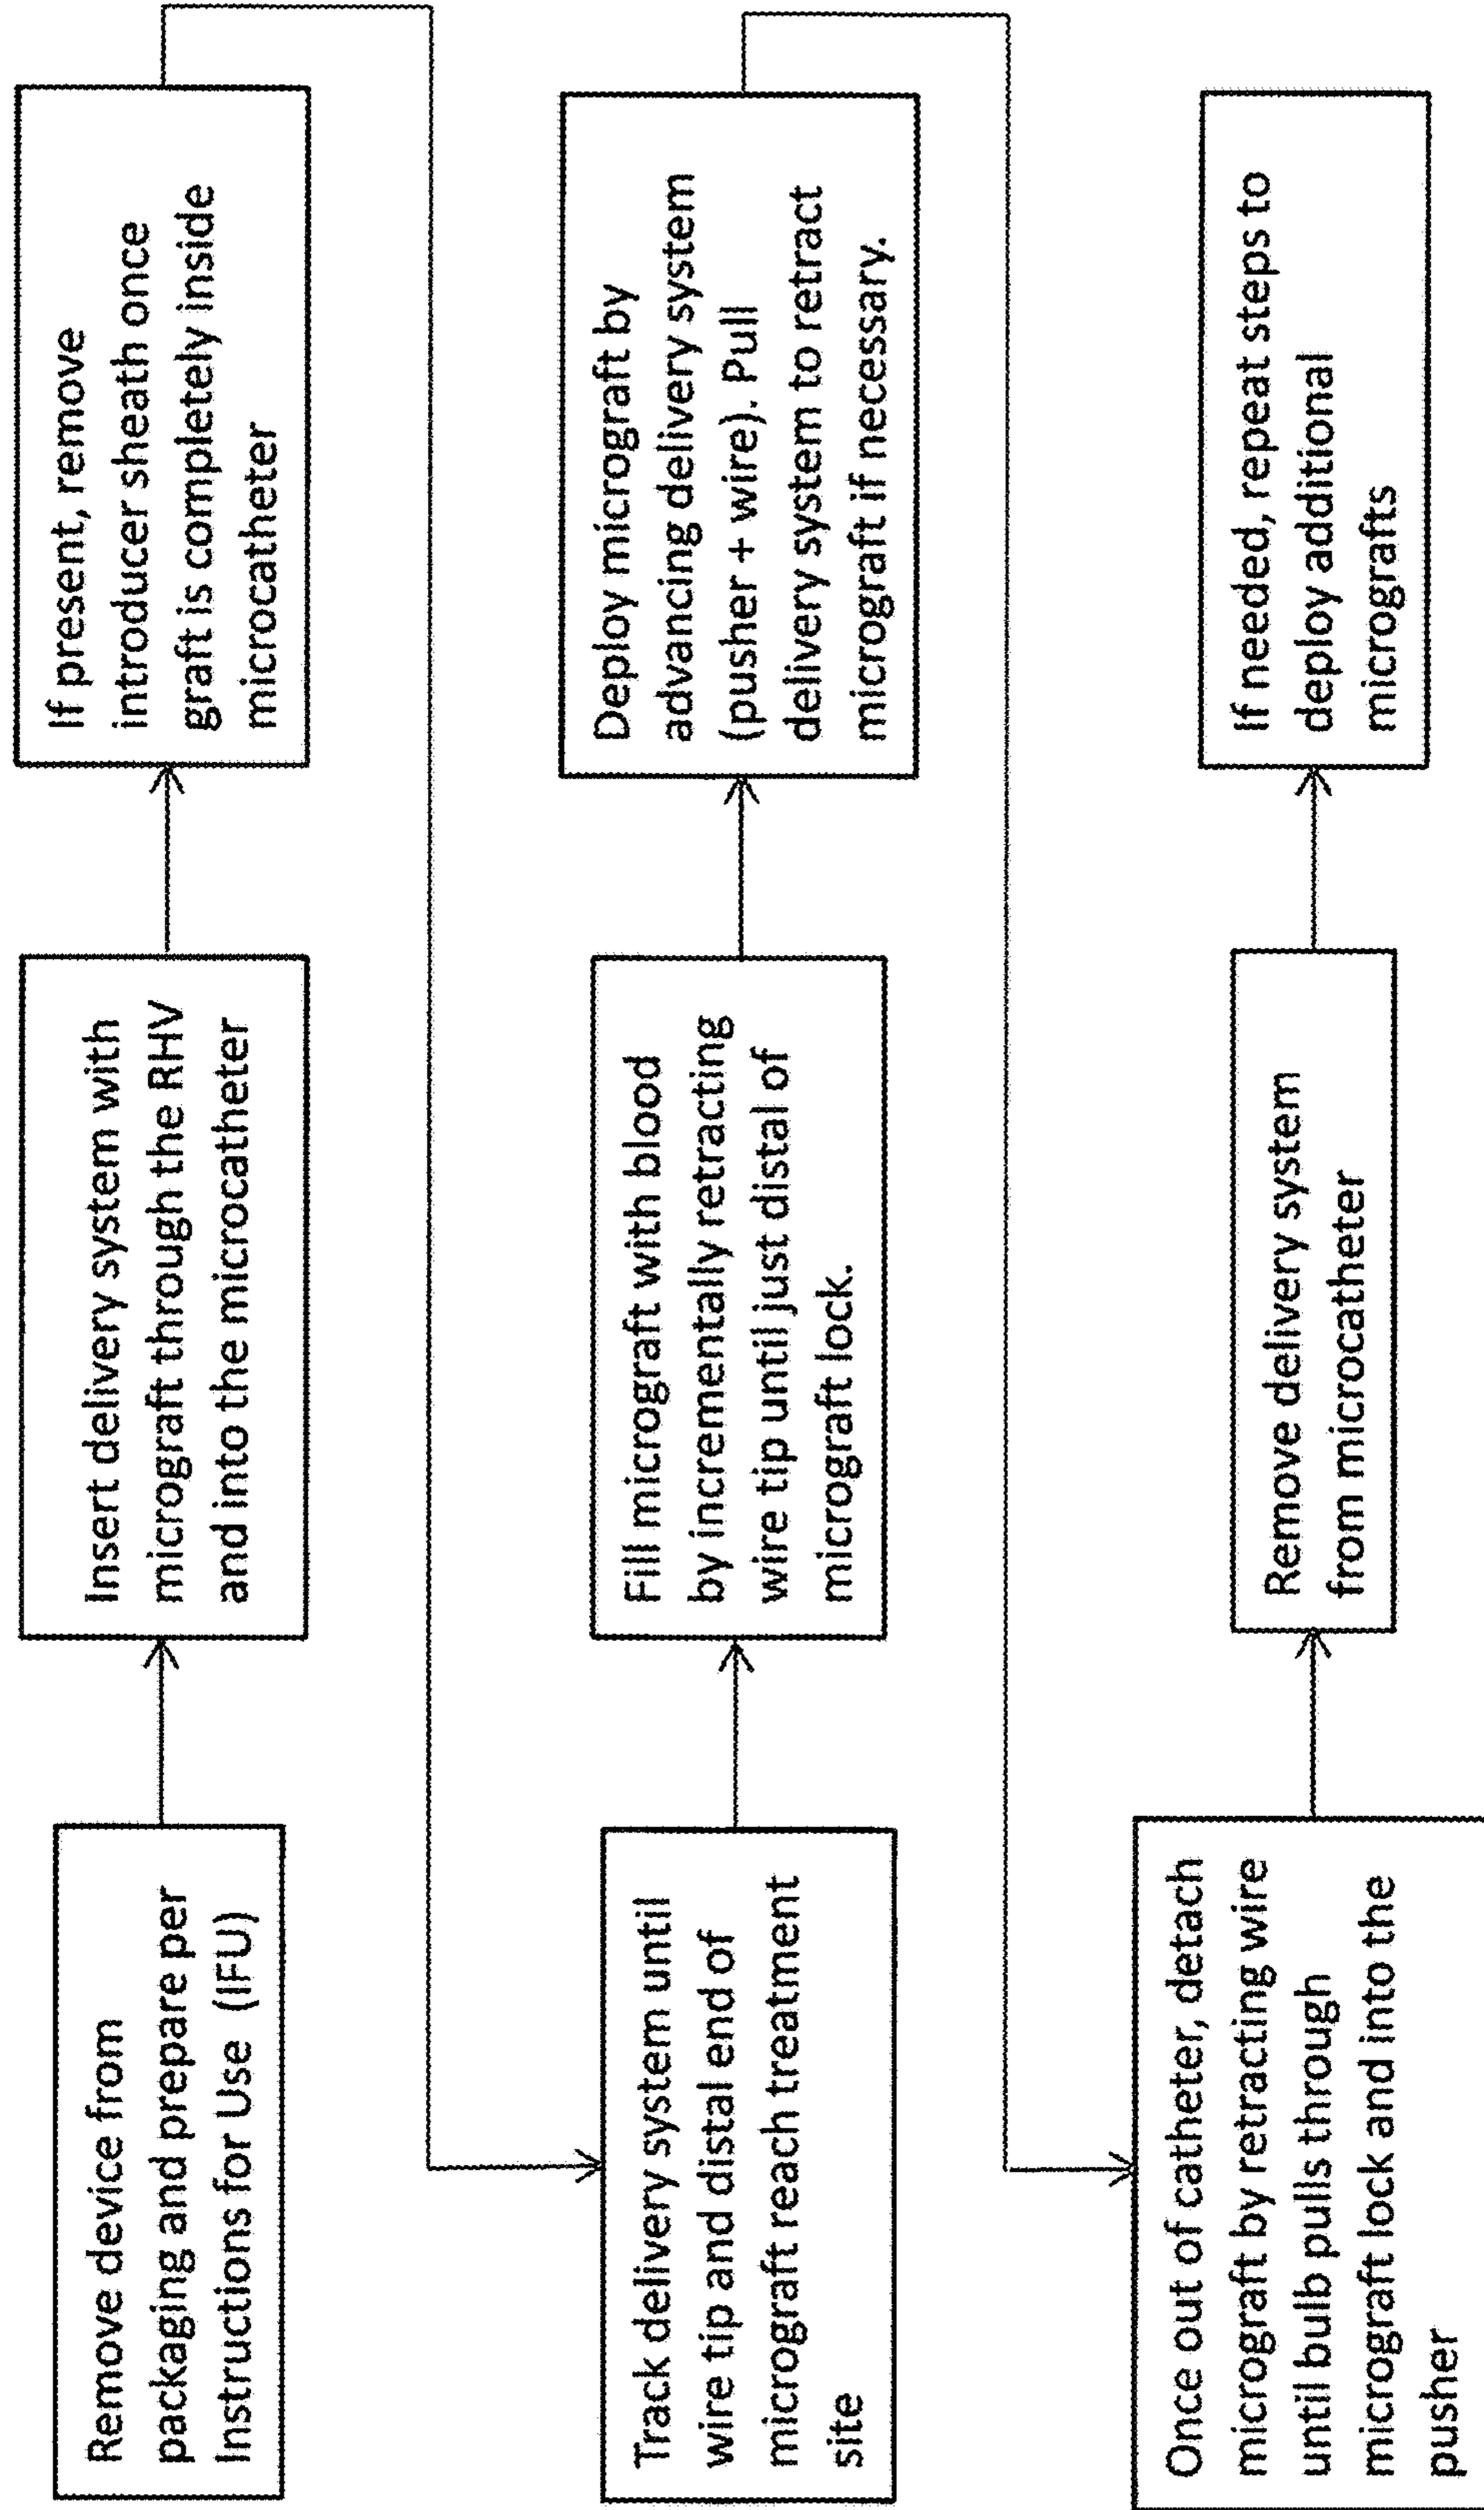 Remove device from
packaging and prepare per
Instructions for Use (IFU)
Insert delivery system with
micrograft through the RHV
and into the microcatheter
If present, remove
introducer sheath once
graft is completely inside
microcatheter
Track delivery system until
wire tip and distal end of
micrograft reach treatment
site
Fill micrograft with blood
by incrementally retracting
wire tip until just distal of
micrograft lock.
Deploy micrograft by
advancing delivery system
(pusher + wire). Pull
delivery system to retract
micrograft if necessary.
Once out of catheter, detach
micrograft by retracting wire
until bulb pulls through
micrograft lock and into the
pusher
Remove delivery system
from microcatheter
If needed, repeat steps to
deploy additional
micrografts